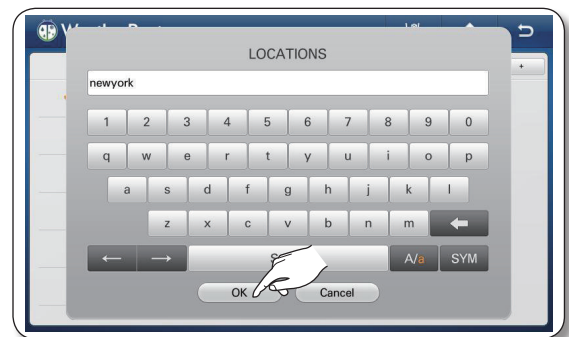 LOCATIONS
+
newyork
1 2 3 4 5 6 7 8 9 0
q w e r t y u i o p
a s d f g h j k l
z x c v b n m
A/a SYM
OK Cancel